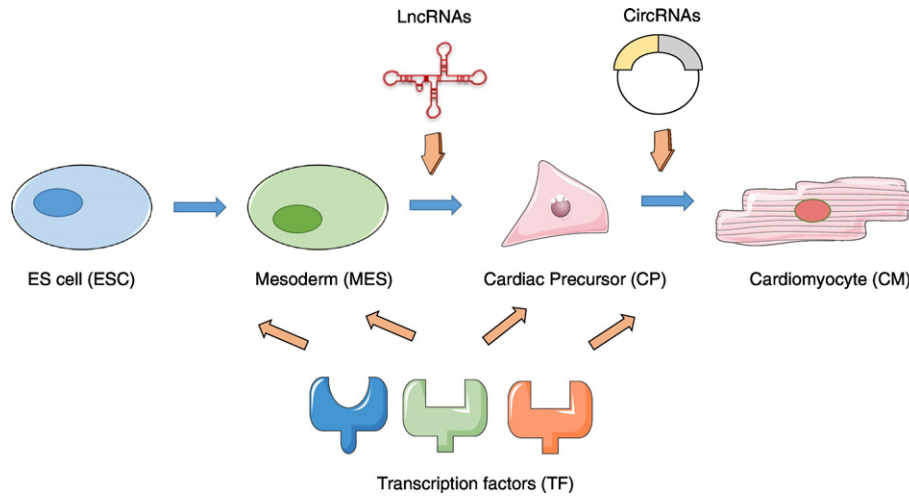 LncRNAs
CircRNAs
ES cell (ESC)
Mesoderm (MES)
Cardiac Precursor (CP)
Cardiomyocyte (CM)
Transcription factors (TF)